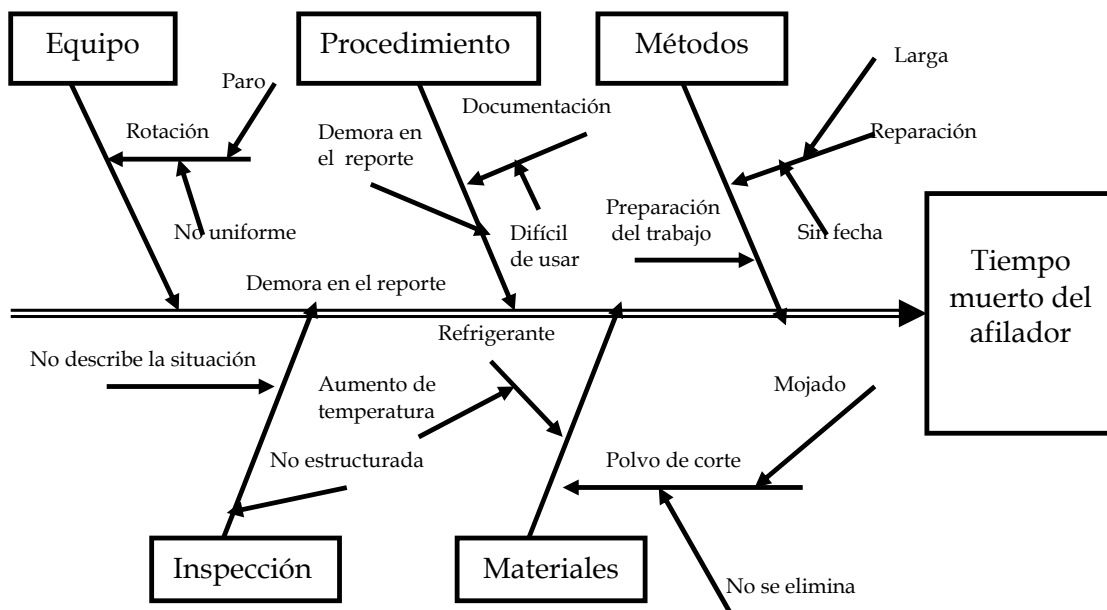 Equipo
Procedimiento
Métodos
Paro
Rotación
No uniforme
Documentación
Demora en
el reporte
Difícil
de usar
Larga
Reparación
Preparación
del trabajo
Sin fecha
Tiempo
muerto del
afilador
Demora en el reporte
No describe la situación
No estructurada
Refrigerante
Aumento de
temperatura
Mojado
Polvo de corte
No se elimina
Inspección
Materiales